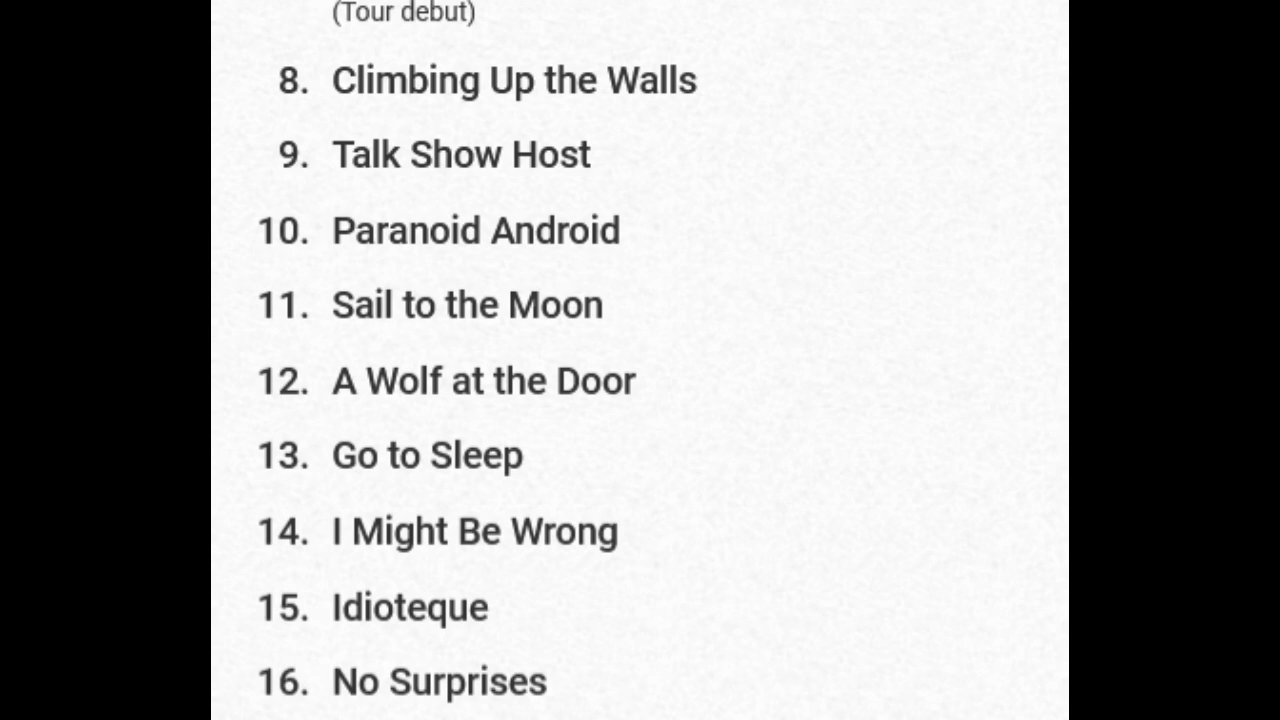 (Tour debut)
8. Climbing Up the Walls
9. Talk Show Host
10. Paranoid Android
11. Sail to the Moon
12. A Wolf at the Door
13. Go to Sleep
14. I Might Be Wrong
15. Idioteque
16. No Surprises